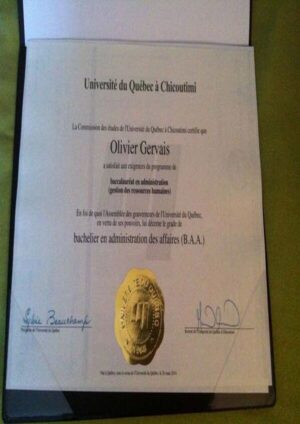 Université du Québec à Chicoutimi
La Commission des études de l'Université du Québec à Chicoutimi certifie que
Olivier Gervais
a satisfait aux exigences du programme de
baccalauréat en administration
(gestion des ressources humaines)
En foi de quoi l'Assemblée des gouverneurs de l'Université du Québec,
en vertu de ses pouvoirs, lui décerne le grade de
bachelier en administration des affaires (B.A.A.)
Sylvie Beauchamp